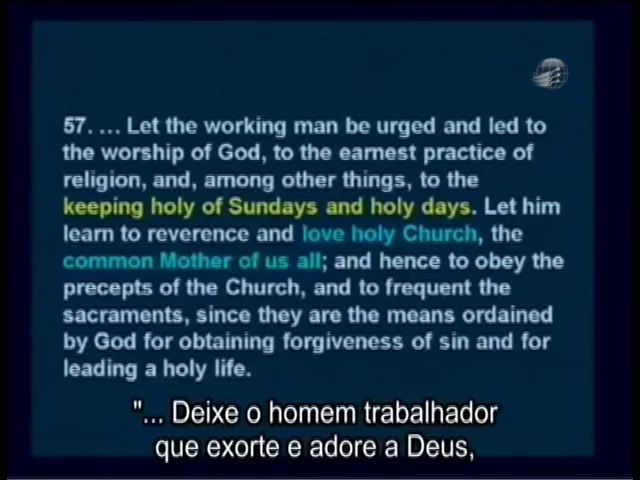 57. ... Let the working man be urged and led to
the worship of God, to the earnest practice of
religion, and, among other things, to the
keeping holy of Sundays and holy days. Let him
learn to reverence and love holy Church, the
common Mother of us all; and hence to obey the
precepts of the Church, and to frequent the
sacraments, since they are the means ordained
by God for obtaining forgiveness of sin and for
leading a holy life.
"... Deixe o homem trabalhador
que exorte e adore a Deus,